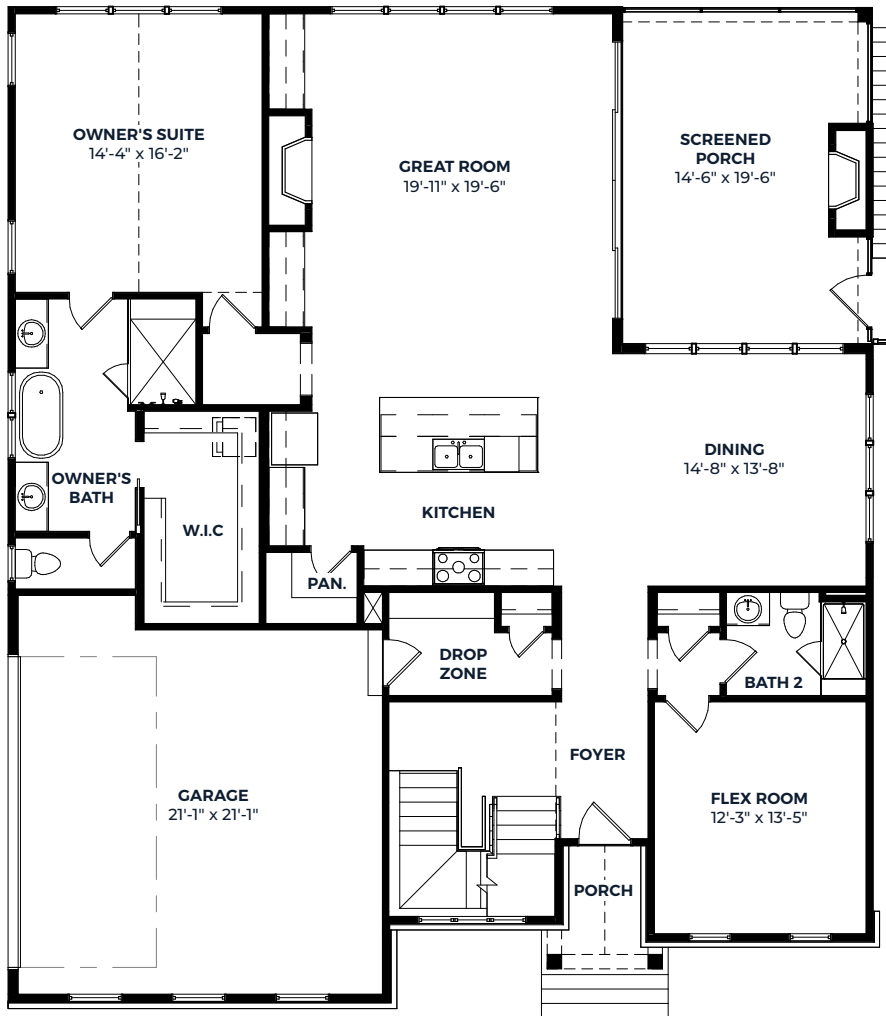 OWNER'S SUITE
14'-4" x 16'-2"
GREAT ROOM
19'-11" x 19'-6"
SCREENED
PORCH
14'-6" x 19'-6"
DINING
14'-8" x 13'-8"
OWNER'S
BATH
W.I.C
KITCHEN
PAN.
DROP
ZONE
BATH 2
FOYER
GARAGE
21'-1" x 21'-1"
FLEX ROOM
12'-3" x 13'-5"
PORCH